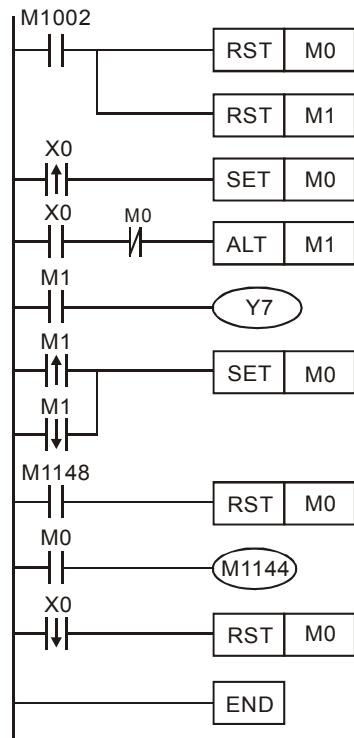 M1002
RST M0
RST M1
X0
SET M0
X0
M0
ALT M1
M1
Y7
M1
SET M0
M1
M1148
RST M0
M0
M1144
X0
RST M0
END